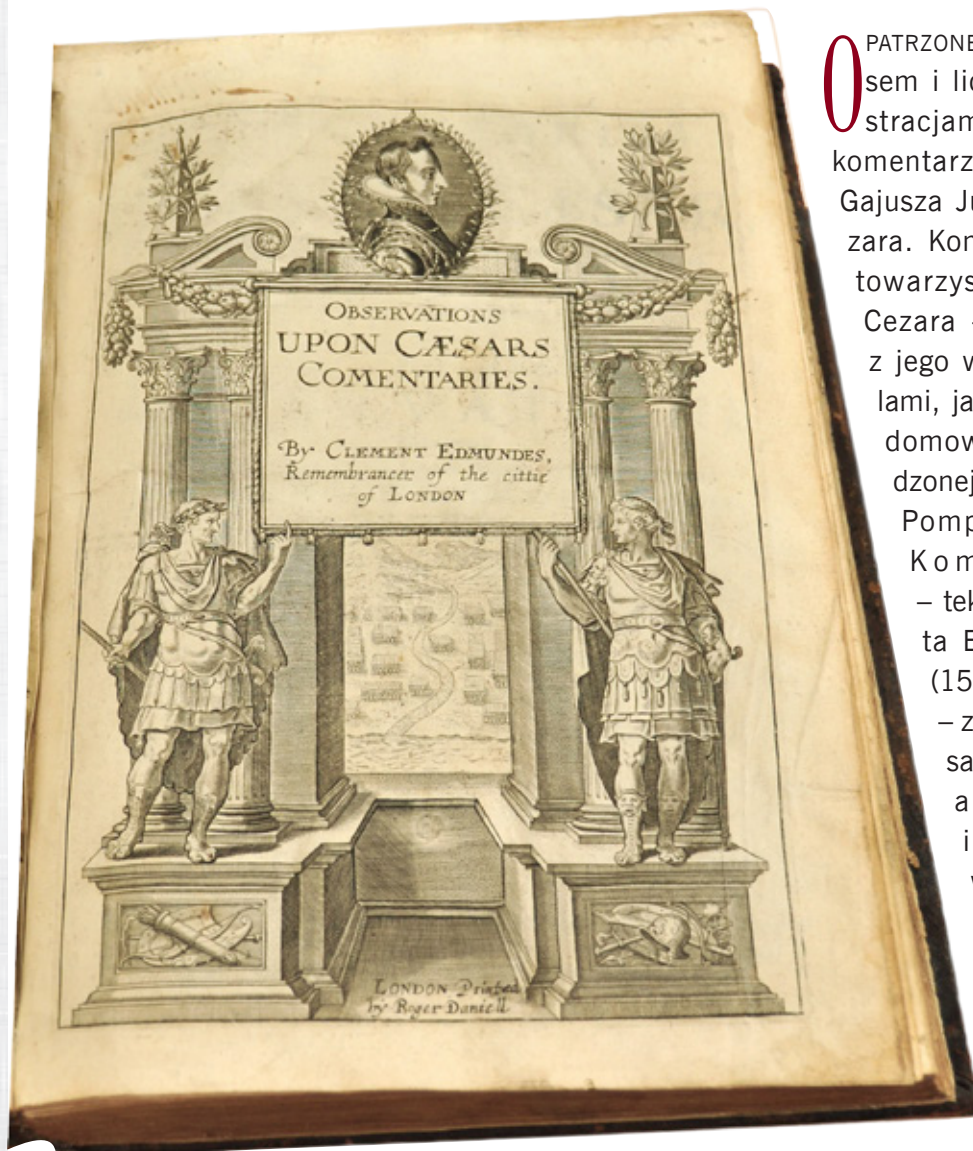 OBSERVATIONS
UPON CÆSARS
COMENTARIES.
By CLEMENT EDMUNDES,
Remembrancer of the cittie
of LONDON
LONDON Printed
by Roger Daniell
OPATRZONE
sem i lic
stracjam
komentarz
Gajusza Ju
zara. Kom
towarzys
Cezara –
z jego w
lami, ja
domow
dzonej
Pomp
Kom
– tek
ta E
(15
– z
sa
a
i